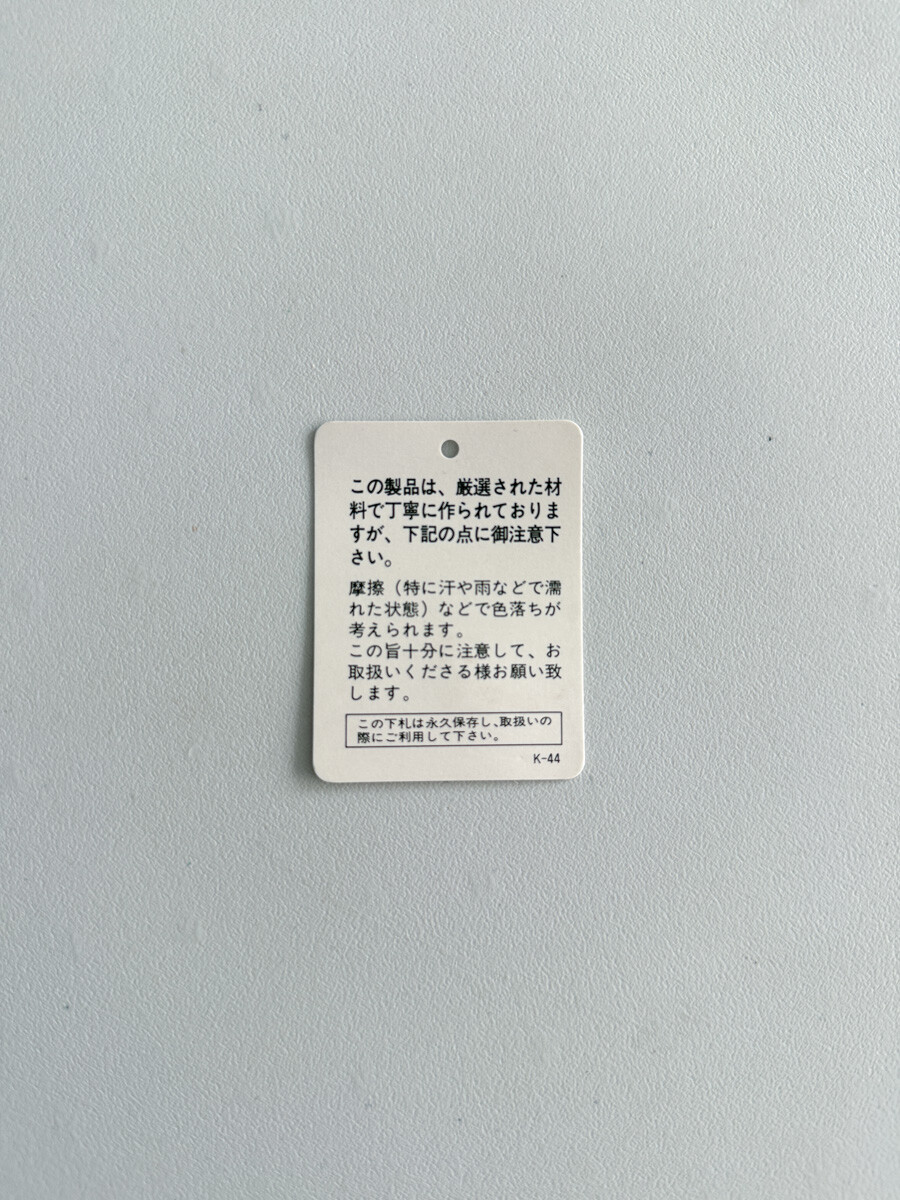 この製品は、厳選された材
料で丁寧に作られておりま
すが、下記の点に御注意下
さい。
摩擦（特に汗や雨などで濡
れた状態）などで色落ちが
考えられます。
この旨十分に注意して、お
取扱いくださる様お願い致
します。
この下札は永久保存し、取扱いの
際にご利用して下さい。
K-44